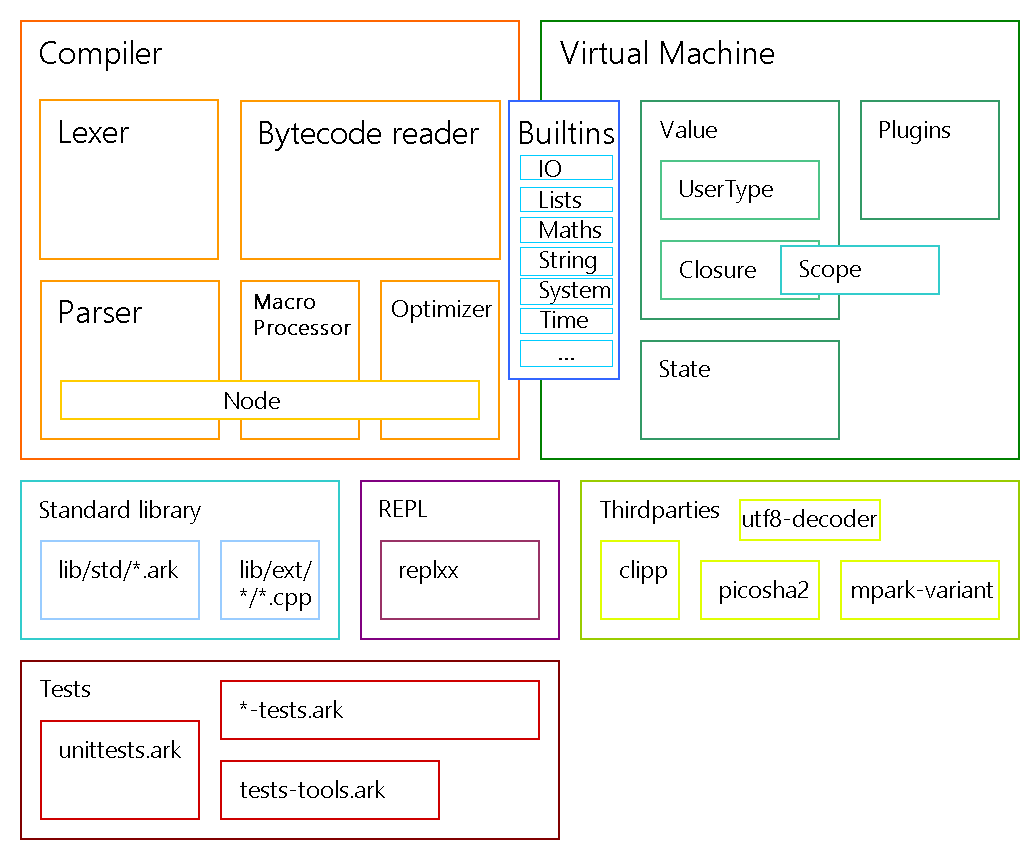 Compiler
Lexer
Bytecode reader
Parser
Macro
Processor
Optimizer
Node
Builtins
IO
Lists
Maths
String
System
Time
...
Virtual Machine
Value
UserType
Closure
Scope
Plugins
State
Standard library
lib/std/*.ark
lib/ext/
*/*.cpp
REPL
replxx
Thirdparties
utf8-decoder
clipp
picosha2
mpark-variant
Tests
unittests.ark
*-tests.ark
tests-tools.ark